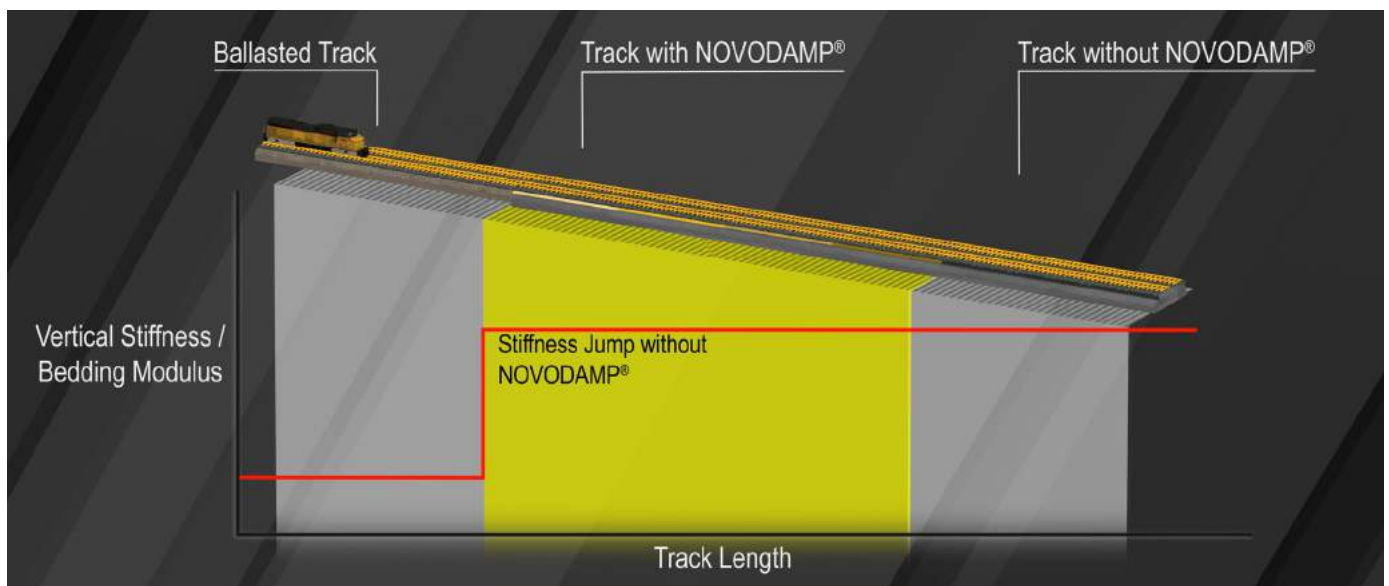 Ballasted Track
Track with NOVODAMP®
Track without NOVODAMP®
Vertical Stiffness /
Bedding Modulus
Stiffness Jump without
NOVODAMP®
Track Length